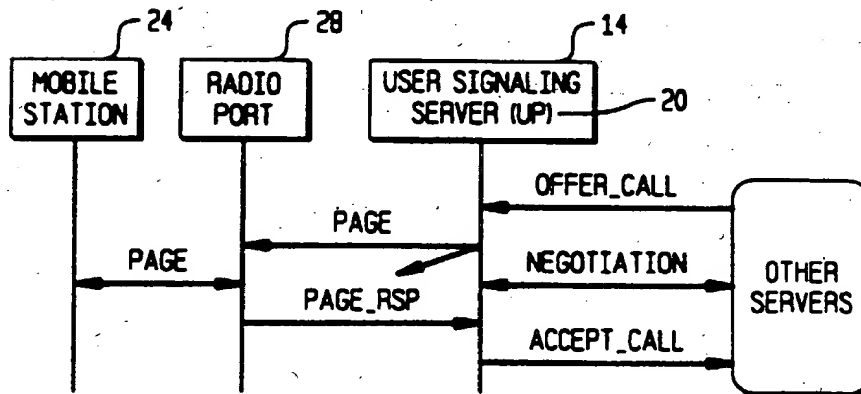 24
28
14
MOBILE
STATION
RADIO
PORT
USER SIGNALING
SERVER (UP)
20
OFFER_CALL
PAGE
PAGE
NEGOTIATION
PAGE_RSP
ACCEPT_CALL
OTHER
SERVERS